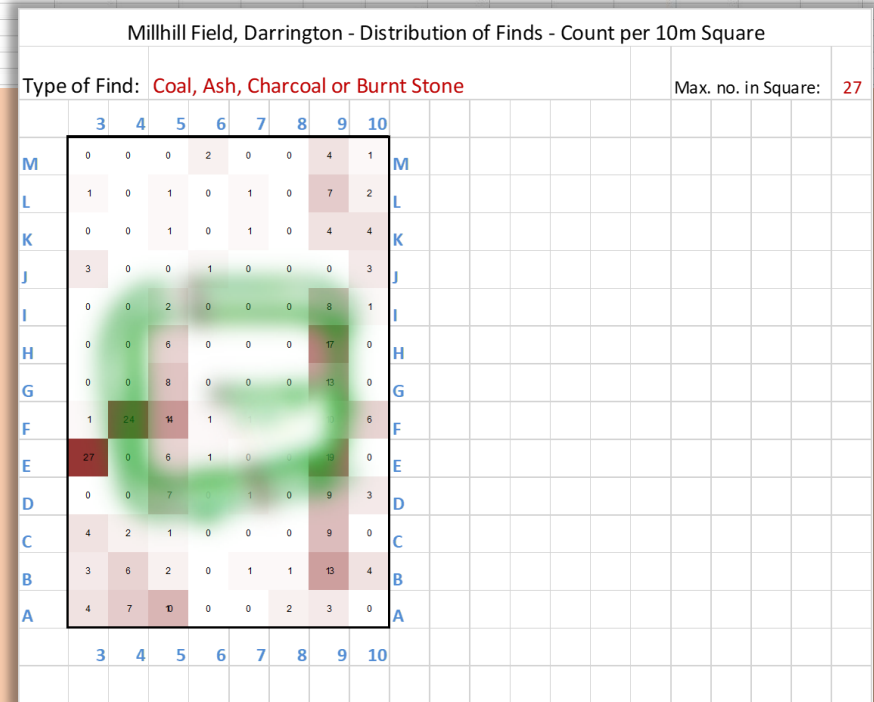 Millhill Field, Darrington - Distribution of Finds - Count per 10m Square
Type of Find: Coal, Ash, Charcoal or Burnt Stone Max. no. in Square: 27
3 4 5 6 7 8 9 10
M 0 0 0 2 0 0 4 1 M
L 1 0 1 0 1 0 7 2 L
K 0 0 1 0 1 0 4 4 K
J 3 0 0 1 0 0 0 3 J
I 0 0 2 0 0 0 8 1 I
H 0 0 6 0 0 0 17 0 H
G 0 0 8 0 0 0 13 0 G
F 1 24 14 1 6 F
E 27 0 6 1 0 19 0 E
D 0 0 7 1 0 9 3 D
C 4 2 1 0 0 0 9 0 C
B 3 6 2 0 1 1 13 4 B
A 4 7 10 0 0 2 3 0 A
3 4 5 6 7 8 9 10